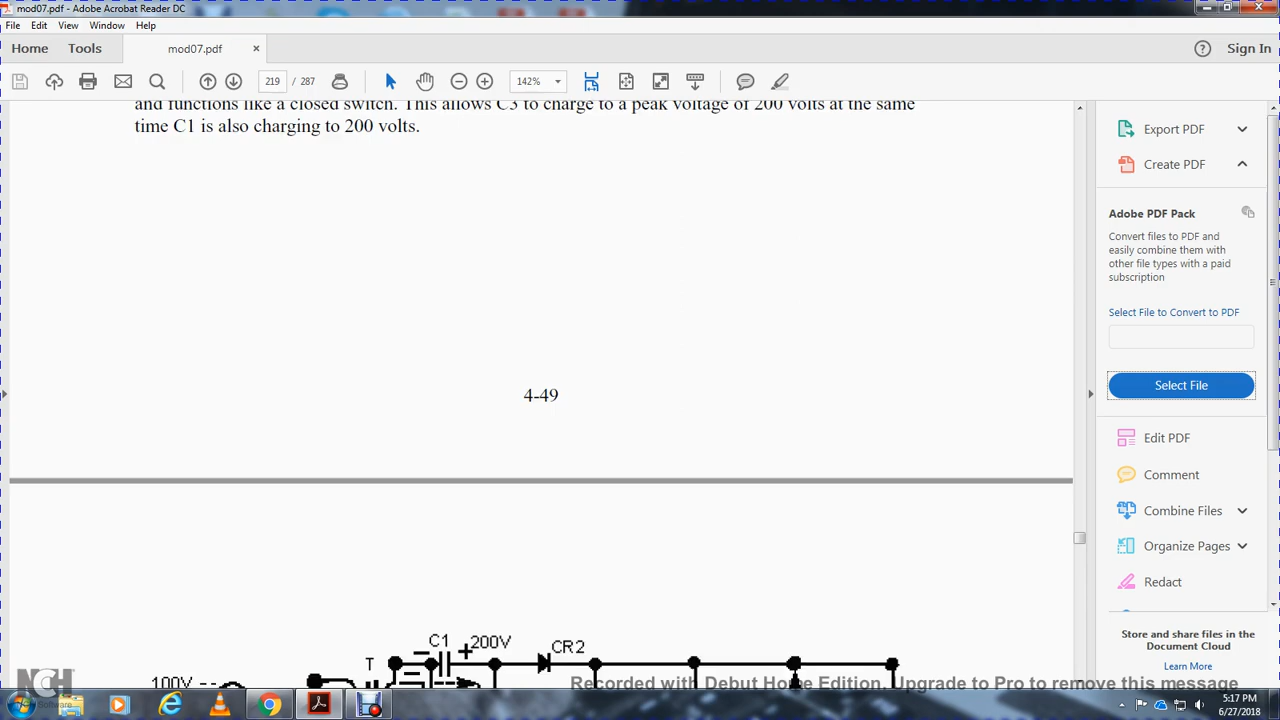 mod07.pdf - Adobe Acrobat Reader DC
File Edit View Window Help
Home Tools mod07.pdf × ? Sign In
219 / 287 142%
and functions like a closed switch. This allows C3 to charge to a peak voltage of 200 volts at the same
time C1 is also charging to 200 volts.
4-49
C1 + 200V CR2
T
100V
Export PDF
Create PDF
Adobe PDF Pack
Convert files to PDF and
easily combine them with
other file types with a paid
subscription
Select File to Convert to PDF
Select File
Edit PDF
Comment
Combine Files
Organize Pages
Redact
Store and share files in the
Document Cloud
Learn More
Recorded with Debut Home Edition. Upgrade to Pro to remove this message
NCH
Software
5:17 PM
6/27/2018